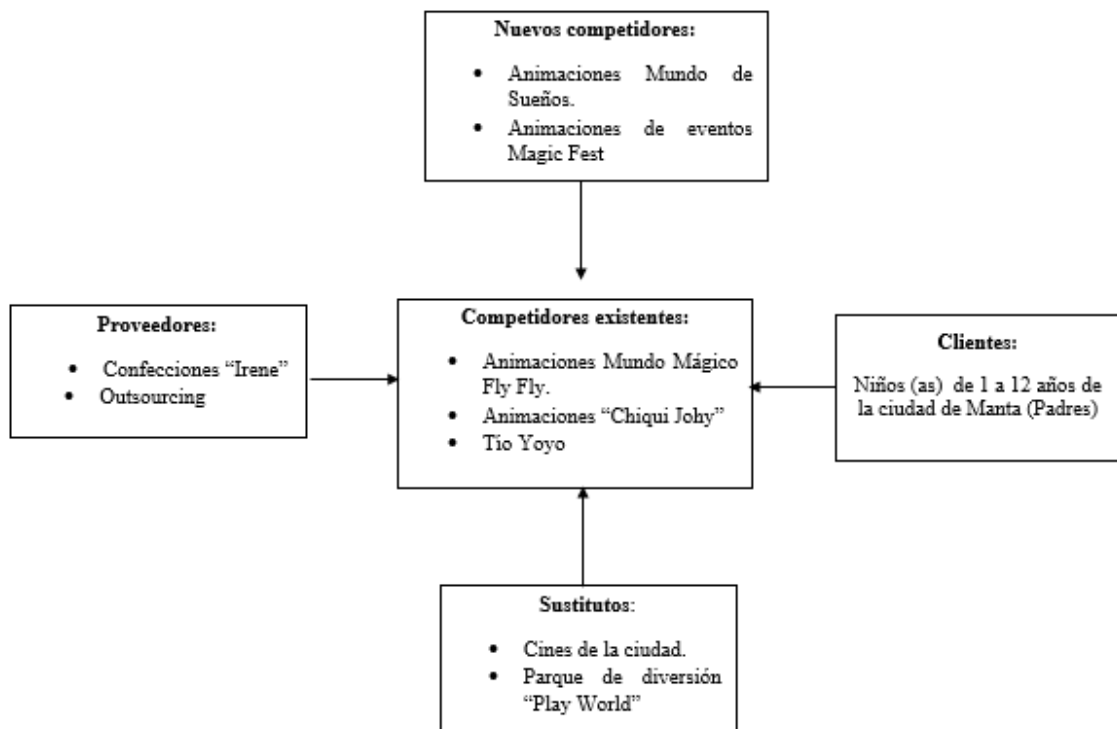 Nuevos competidores:
• Animaciones Mundo de
Sueños.
• Animaciones de eventos
Magic Fest
Proveedores:
• Confecciones “Irene”
• Outsourcing
Competidores existentes:
• Animaciones Mundo Mágico
Fly Fly.
• Animaciones “Chiqui Johy”
• Tío Yoyo
Clientes:
Niños (as) de 1 a 12 años de
la ciudad de Manta (Padres)
Sustitutos:
• Cines de la ciudad.
• Parque de diversión
“Play World”